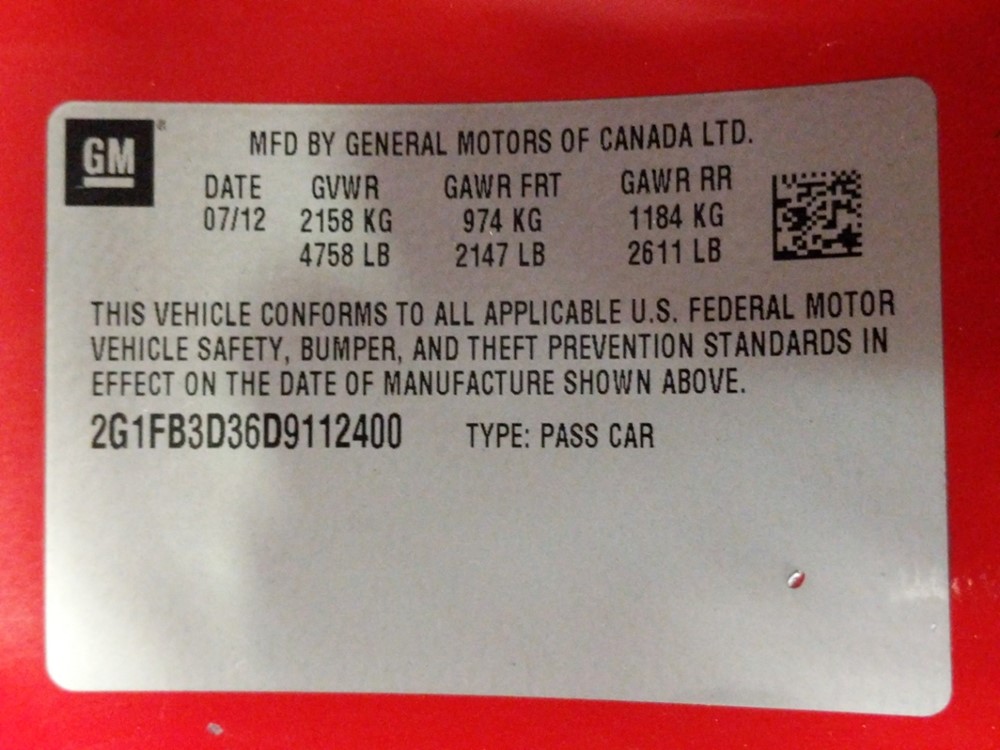 GM®
MFD BY GENERAL MOTORS OF CANADA LTD.
DATE GVWR GAWR FRT GAWR RR
07/12 2158 KG 974 KG 1184 KG
4758 LB 2147 LB 2611 LB
THIS VEHICLE CONFORMS TO ALL APPLICABLE U.S. FEDERAL MOTOR
VEHICLE SAFETY, BUMPER, AND THEFT PREVENTION STANDARDS IN
EFFECT ON THE DATE OF MANUFACTURE SHOWN ABOVE.
2G1FB3D36D9112400 TYPE: PASS CAR